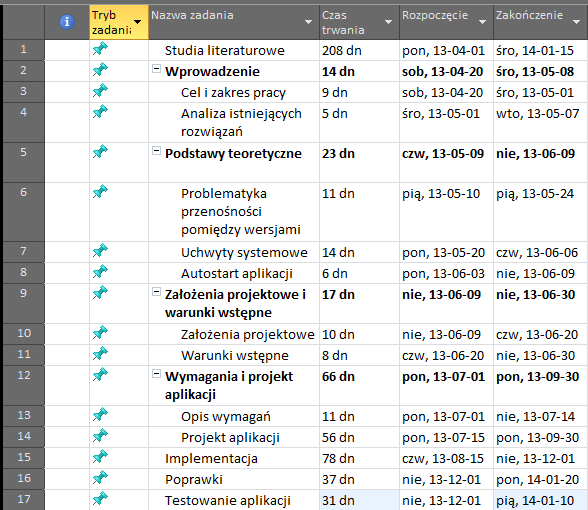 Tryb zadania Nazwa zadania Czas trwania Rozpoczęcie Zakończenie
1 Studia literaturowe 208 dn pon, 13-04-01 śro, 14-01-15
2 Wprowadzenie 14 dn sob, 13-04-20 śro, 13-05-08
3 Cel i zakres pracy 9 dn sob, 13-04-20 śro, 13-05-01
4 Analiza istniejących 5 dn śro, 13-05-01 wto, 13-05-07
rozwiązań
5 Podstawy teoretyczne 23 dn czw, 13-05-09 nie, 13-06-09
6 Problematyka 11 dn pią, 13-05-10 pią, 13-05-24
przenośności
pomiędzy wersjami
7 Uchwyty systemowe 14 dn pon, 13-05-20 czw, 13-06-06
8 Autostart aplikacji 6 dn pon, 13-06-03 nie, 13-06-09
9 Założenia projektowe i 17 dn nie, 13-06-09 nie, 13-06-30
warunki wstępne
10 Założenia projektowe 10 dn nie, 13-06-09 czw, 13-06-20
11 Warunki wstępne 8 dn czw, 13-06-20 nie, 13-06-30
12 Wymagania i projekt 66 dn pon, 13-07-01 pon, 13-09-30
aplikacji
13 Opis wymagań 11 dn pon, 13-07-01 nie, 13-07-14
14 Projekt aplikacji 56 dn pon, 13-07-15 pon, 13-09-30
15 Implementacja 78 dn czw, 13-08-15 nie, 13-12-01
16 Poprawki 37 dn nie, 13-12-01 pon, 14-01-20
17 Testowanie aplikacji 31 dn nie, 13-12-01 pią, 14-01-10